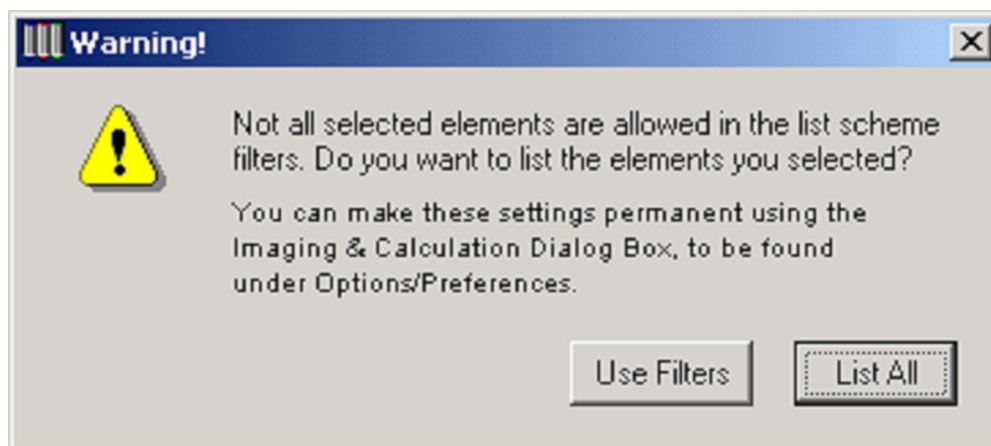 Warning!
Not all selected elements are allowed in the list scheme
filters. Do you want to list the elements you selected?
You can make these settings permanent using the
Imaging & Calculation Dialog Box, to be found
under Options/Preferences.
Use Filters
List All